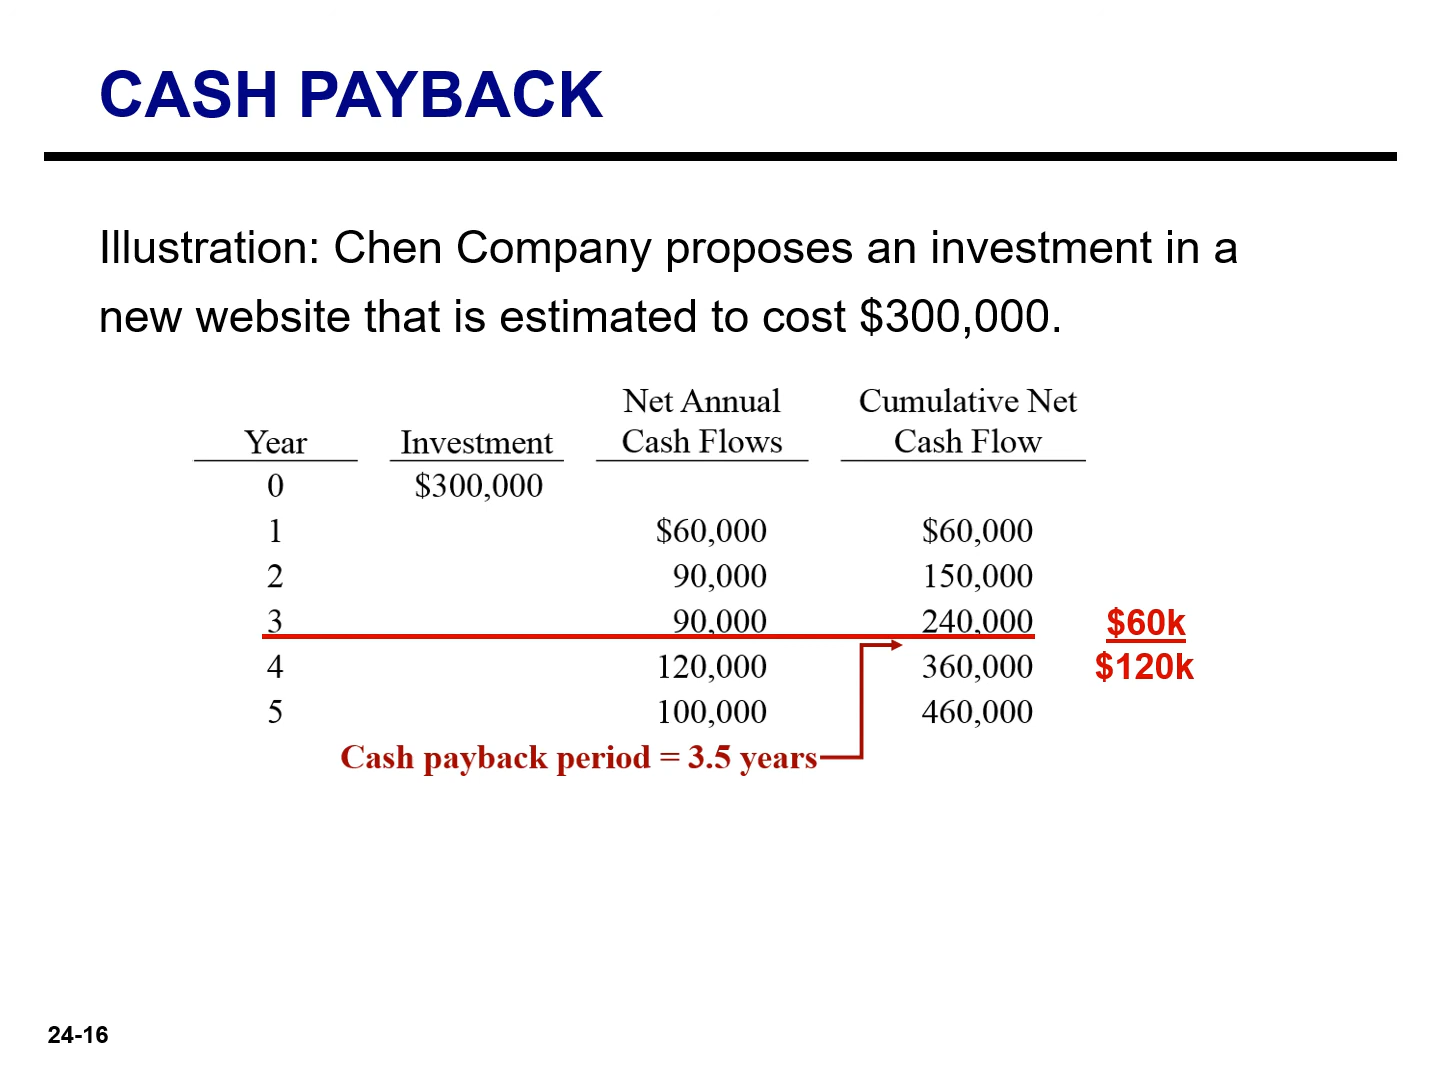 CASH PAYBACK
Illustration: Chen Company proposes an investment in a
new website that is estimated to cost $300,000.
Net Annual Cumulative Net
Year Investment Cash Flows Cash Flow
0 $300,000
1 $60,000 $60,000
2 90,000 150,000
3 90,000 240,000 $60k
4 120,000 360,000 $120k
5 100,000 460,000
Cash payback period = 3.5 years
24-16